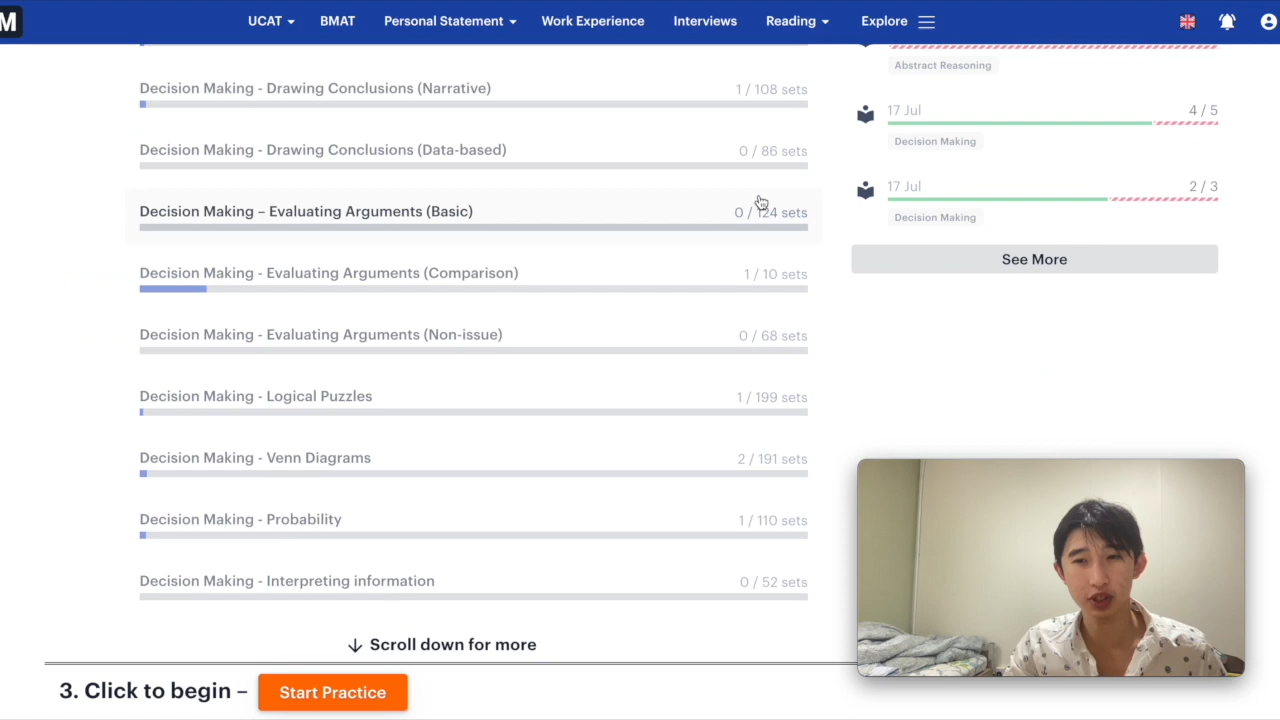 M
UCAT
BMAT
Personal Statement
Work Experience
Interviews
Reading
Explore
Decision Making - Drawing Conclusions (Narrative)
1 / 108 sets
Decision Making - Drawing Conclusions (Data-based)
0 / 86 sets
Decision Making – Evaluating Arguments (Basic)
0 / 124 sets
Decision Making - Evaluating Arguments (Comparison)
1 / 10 sets
Decision Making - Evaluating Arguments (Non-issue)
0 / 68 sets
Decision Making - Logical Puzzles
1 / 199 sets
Decision Making - Venn Diagrams
2 / 191 sets
Decision Making - Probability
1 / 110 sets
Decision Making - Interpreting information
0 / 52 sets
Scroll down for more
3. Click to begin –
Start Practice
Abstract Reasoning
17 Jul
4 / 5
Decision Making
17 Jul
2 / 3
Decision Making
See More